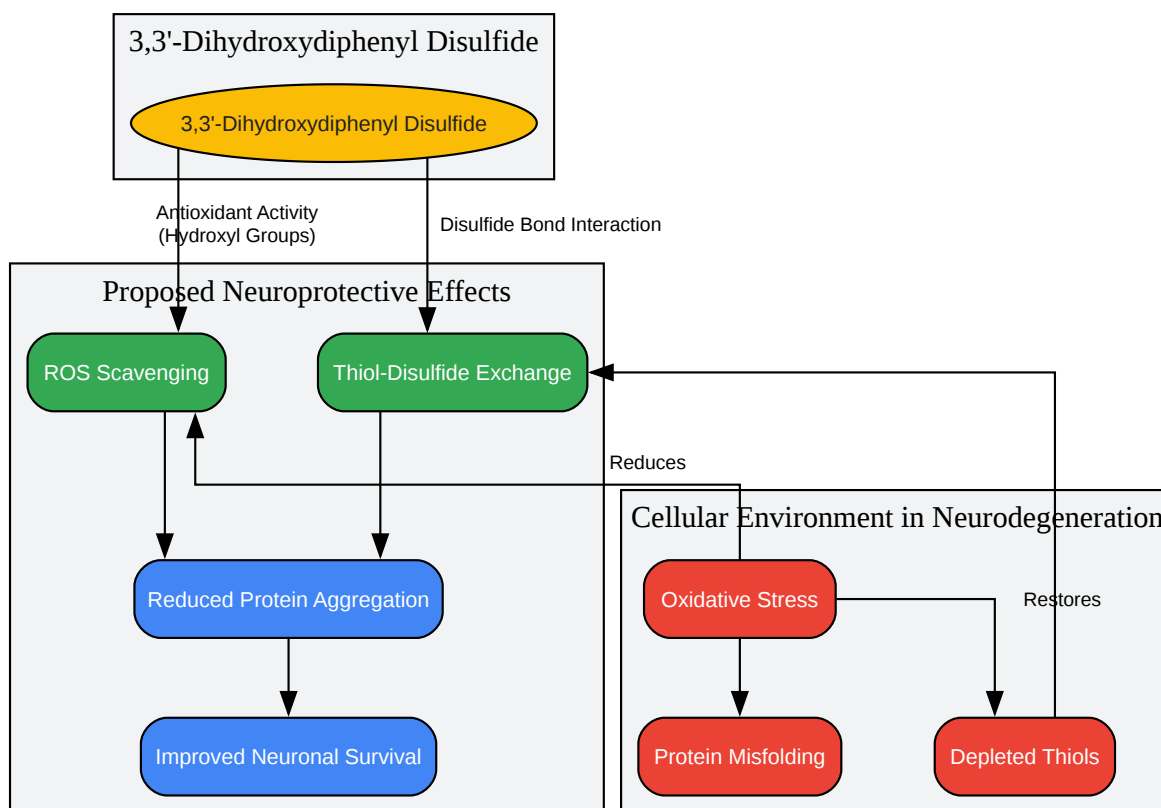 3,3'-Dihydroxydiphenyl Disulfide
3,3'-Dihydroxydiphenyl Disulfide
Antioxidant Activity
(Hydroxyl Groups)
Disulfide Bond Interaction
Proposed Neuroprotective Effects
ROS Scavenging
Thiol-Disulfide Exchange
Reduces
Cellular Environment in Neurodegeneration
Reduced Protein Aggregation
Oxidative Stress
Restores
Improved Neuronal Survival
Protein Misfolding
Depleted Thiols